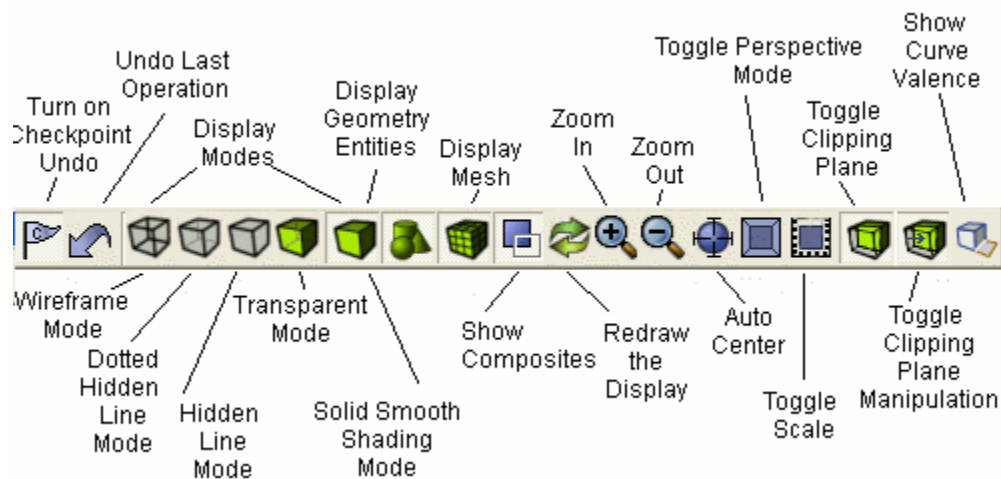 Turn on
Checkpoint
Undo
Undo Last
Operation
Display
Modes
Display
Geometry
Entities
Display
Mesh
Zoom
In
Zoom
Out
Toggle Perspective
Mode
Toggle
Clipping
Plane
Show
Curve
Valence
Wireframe
Mode
Dotted
Hidden
Line
Mode
Hidden
Line
Mode
Transparent
Mode
Solid Smooth
Shading
Mode
Show
Composites
Redraw
the
Display
Auto
Center
Toggle
Scale
Toggle
Clipping
Plane
Manipulation